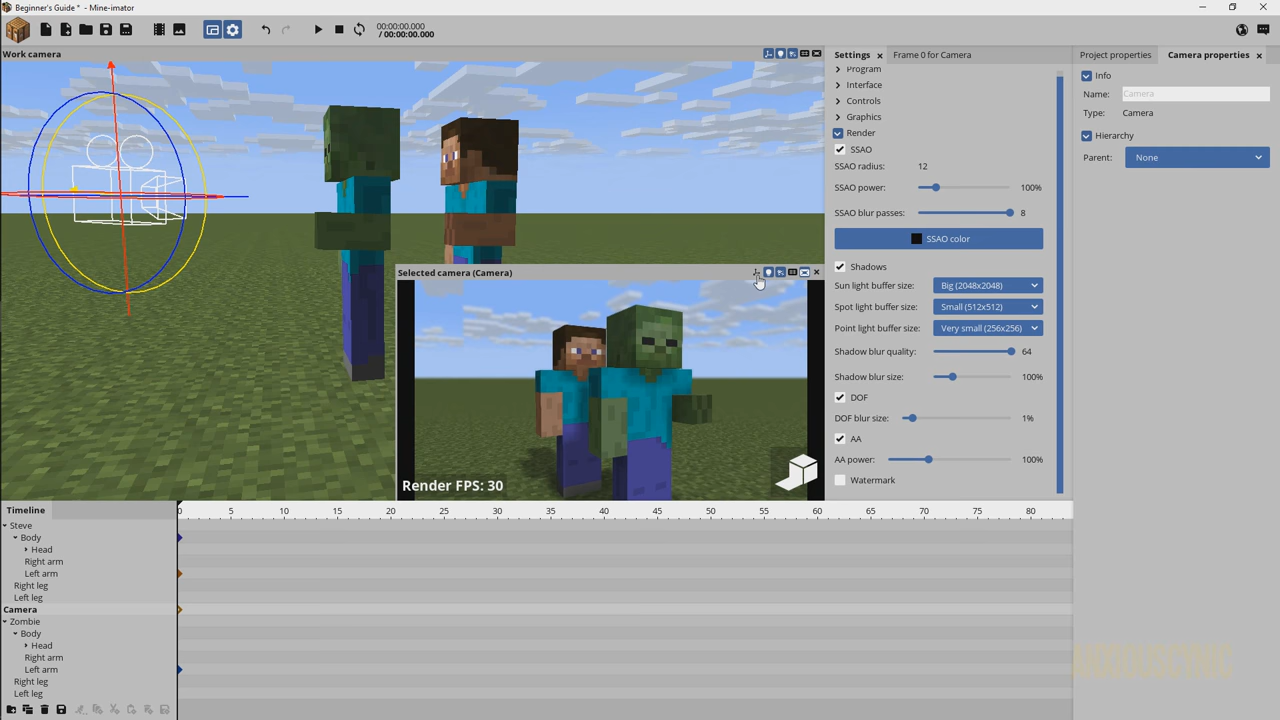 Beginner's Guide * - Mine-imator
00:00:00.000
/ 00:00:00.000
Work camera
Settings
Frame 0 for Camera
Project properties
Camera properties
Program
Interface
Controls
Graphics
Render
SSAO
SSAO radius: 12
SSAO power: 100%
SSAO blur passes: 8
SSAO color
Shadows
Sun light buffer size: Big (2048x2048)
Spot light buffer size: Small (512x512)
Point light buffer size: Very small (256x256)
Shadow blur quality: 64
Shadow blur size: 100%
DOF
DOF blur size: 1%
AA
AA power: 100%
Watermark
Info
Name: Camera
Type: Camera
Hierarchy
Parent: None
Selected camera (Camera)
Render FPS: 30
Timeline
0 5 10 15 20 25 30 35 40 45 50 55 60 65 70 75 80
Steve
Body
Head
Right arm
Left arm
Right leg
Left leg
Camera
Zombie
Body
Head
Right arm
Left arm
Right leg
Left leg